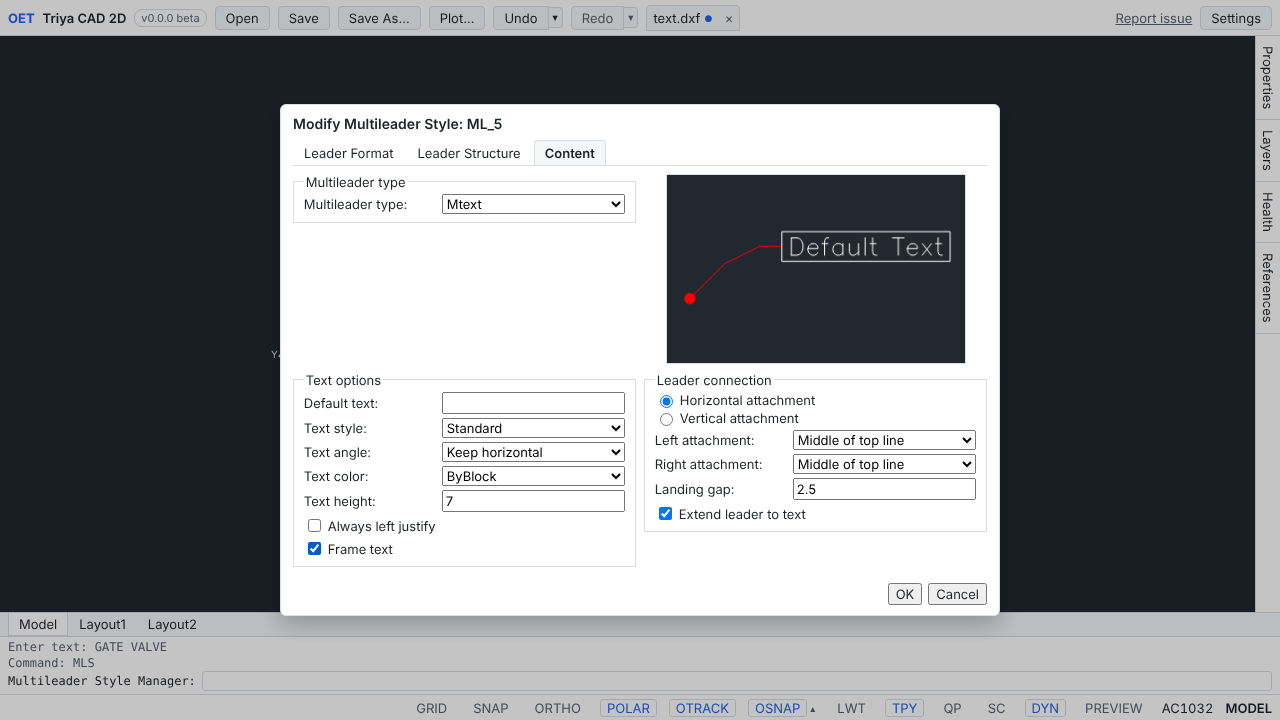 OET Triya CAD 2D v0.0.0 beta Open Save Save As... Plot... Undo ▾ Redo ▾ text.dxf ● × Report issue Settings
Properties
Layers
Health
References
Modify Multileader Style: ML_5
Leader Format Leader Structure Content
Multileader type
Multileader type: Mtext
Default Text
Text options
Default text:
Text style: Standard
Text angle: Keep horizontal
Text color: ByBlock
Text height: 7
Always left justify
Frame text
Leader connection
Horizontal attachment
Vertical attachment
Left attachment: Middle of top line
Right attachment: Middle of top line
Landing gap: 2.5
Extend leader to text
OK Cancel
Model Layout1 Layout2
Enter text: GATE VALVE
Command: MLS
Multileader Style Manager:
GRID SNAP ORTHO POLAR OTRACK OSNAP ▴ LWT TPY QP SC DYN PREVIEW AC1032 MODEL